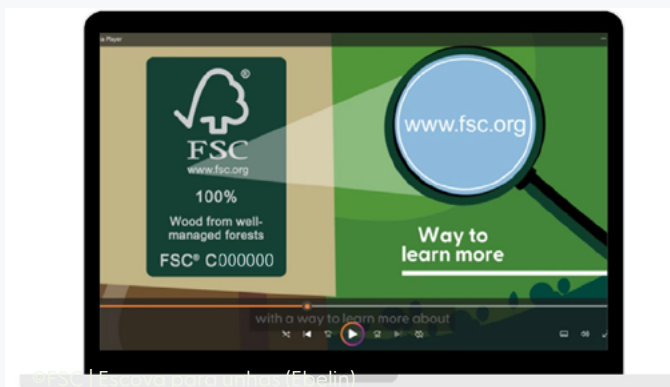 a Player
FSC
www.fsc.org
100%
Wood from well-
managed forests
FSC® C000000
www.fsc.org
Way to
learn more
with a way to learn more about
©FSC | Escova para unhas (Ebelin)